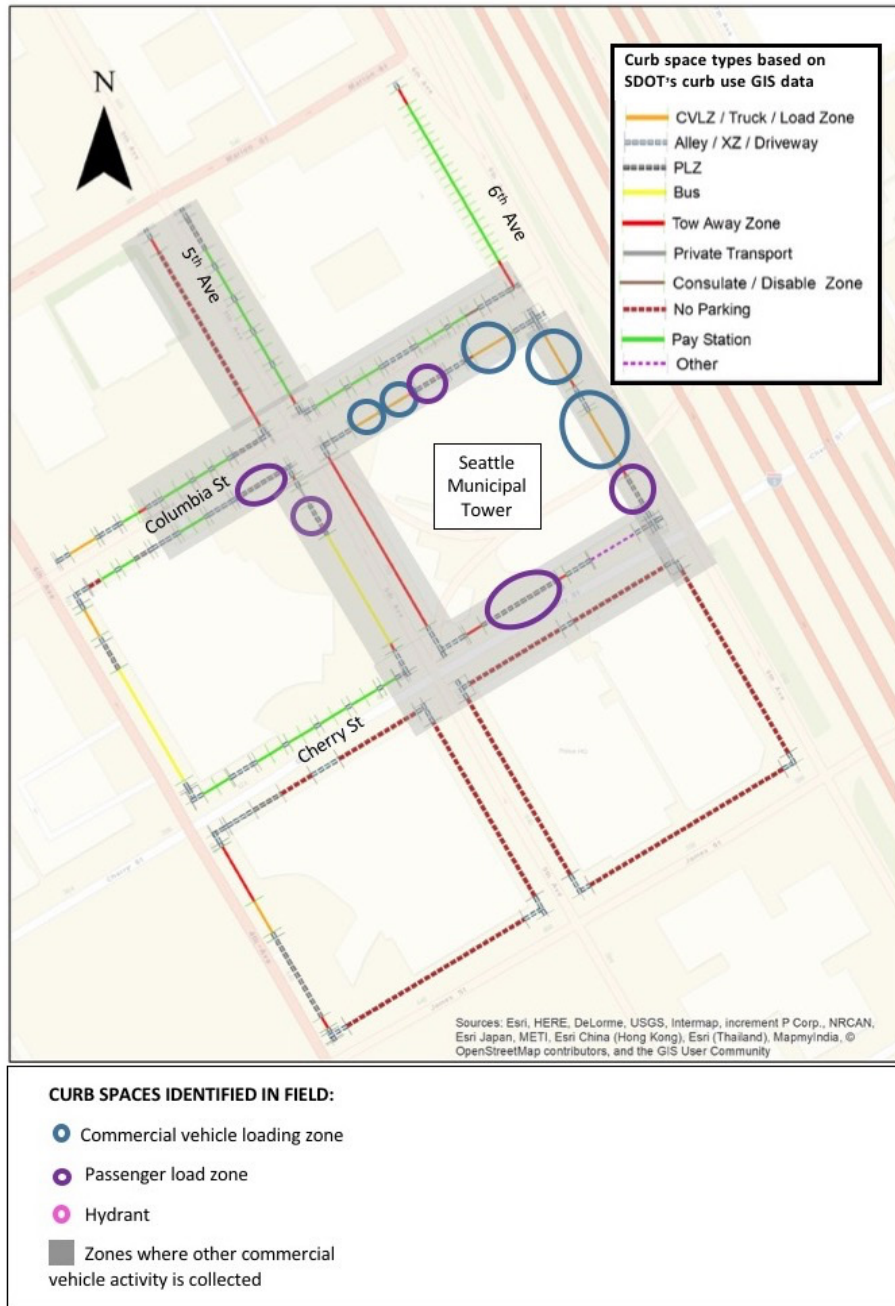 N
Curb space types based on
SDOT's curb use GIS data
CVLZ / Truck / Load Zone
Alley / XZ / Driveway
PLZ
Bus
Tow Away Zone
Private Transport
Consulate / Disable Zone
No Parking
Pay Station
Other
6th Ave
5th Ave
Columbia St
Seattle
Municipal
Tower
Cherry St
Sources: Esri, HERE, DeLorme, USGS, Intermap, increment P Corp., NRCAN,
Esri Japan, METI, Esri China (Hong Kong), Esri (Thailand), MapmyIndia, ©
OpenStreetMap contributors, and the GIS User Community
CURB SPACES IDENTIFIED IN FIELD:
Commercial vehicle loading zone
Passenger load zone
Hydrant
Zones where other commercial
vehicle activity is collected